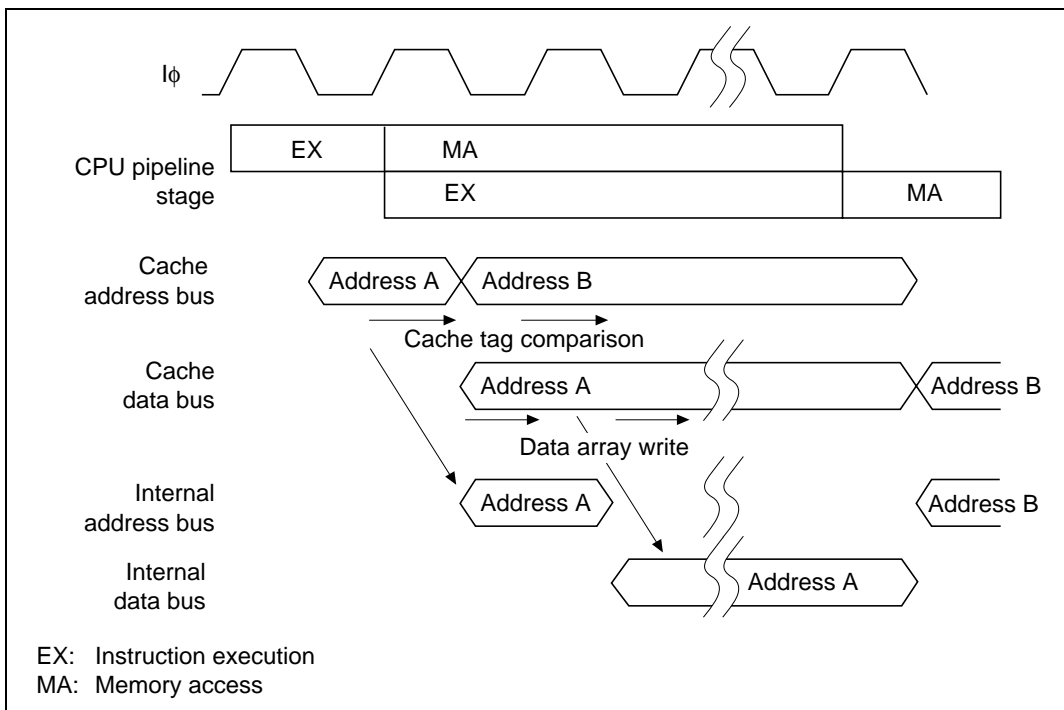 Iϕ
CPU pipeline
stage
EX
MA
EX
MA
Cache
address bus
Address A
Address B
Cache tag comparison
Cache
data bus
Address A
Address B
Data array write
Internal
address bus
Address A
Address B
Internal
data bus
Address A
EX: Instruction execution
MA: Memory access